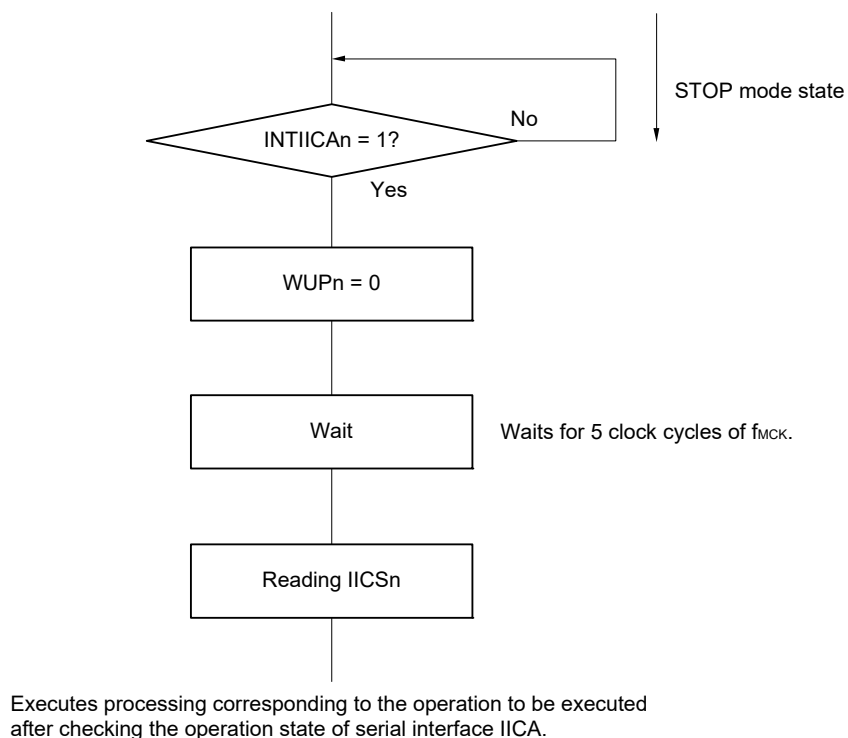 STOP mode state
No
INTIICAn = 1?
Yes
WUPn = 0
Wait
Waits for 5 clock cycles of fMCK.
Reading IICSn
Executes processing corresponding to the operation to be executed
after checking the operation state of serial interface IICA.